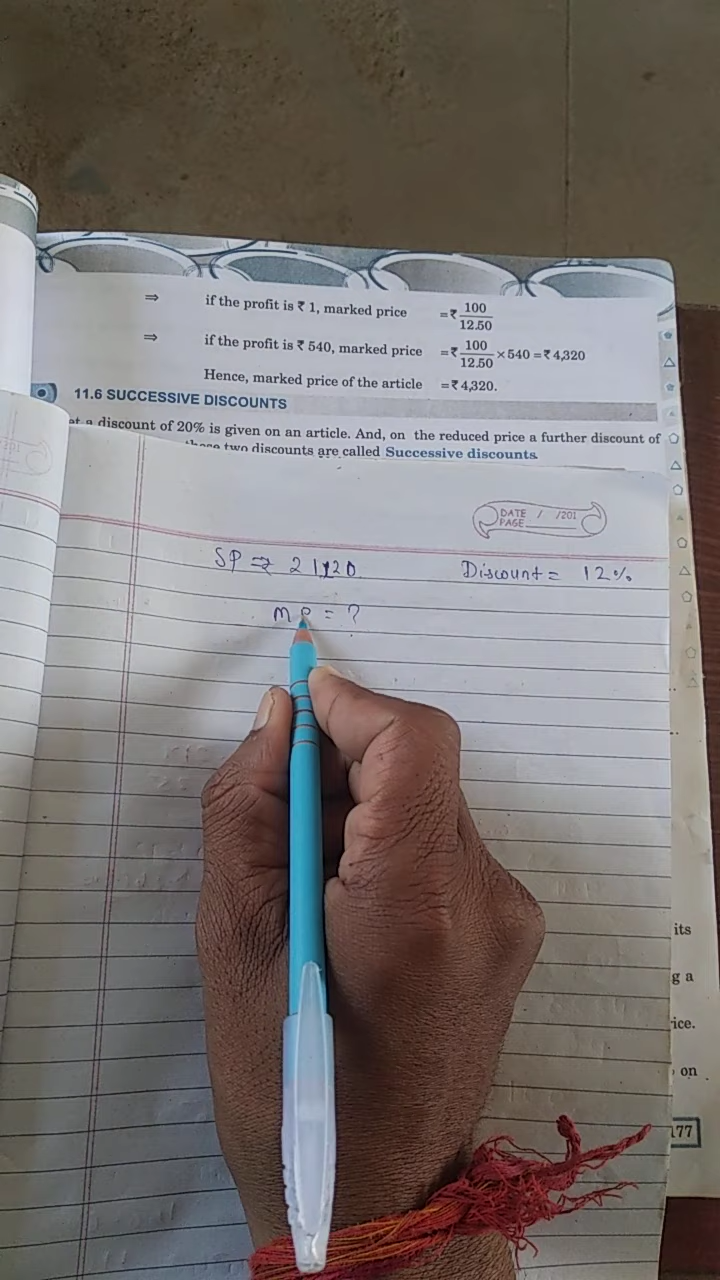 ⇒ if the profit is ₹ 1, marked price = ₹ 100/12.50
⇒ if the profit is ₹ 540, marked price = ₹ 100/12.50 × 540 = ₹ 4,320
Hence, marked price of the article = ₹ 4,320.
11.6 SUCCESSIVE DISCOUNTS
a discount of 20% is given on an article. And, on the reduced price a further discount of
two discounts are called Successive discounts
DATE / /201
PAGE
SP ⇒ 21120 Discount = 12%
MP = ?
its
g a
ice.
on
177